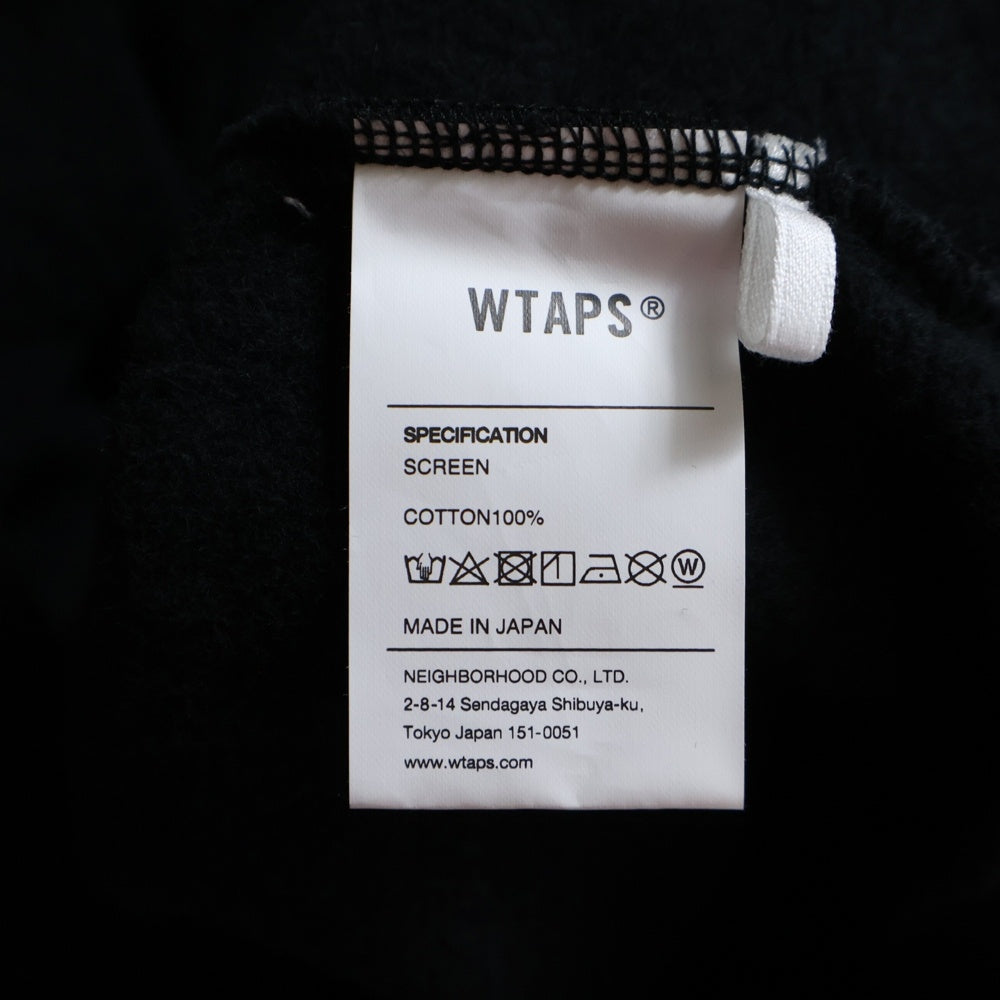 WTAPS®
SPECIFICATION
SCREEN
COTTON100%
W
MADE IN JAPAN
NEIGHBORHOOD CO., LTD.
2-8-14 Sendagaya Shibuya-ku,
Tokyo Japan 151-0051
www.wtaps.com